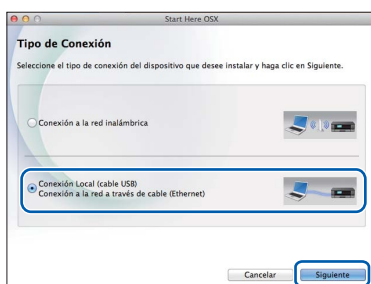 Start Here OSX
Tipo de Conexión
Seleccione el tipo de conexión del dispositivo que desee instalar y haga clic en Siguiente.
Conexión a la red inalámbrica
Conexión Local (cable USB)
Conexión a la red a través de cable (Ethernet)
Cancelar
Siguiente